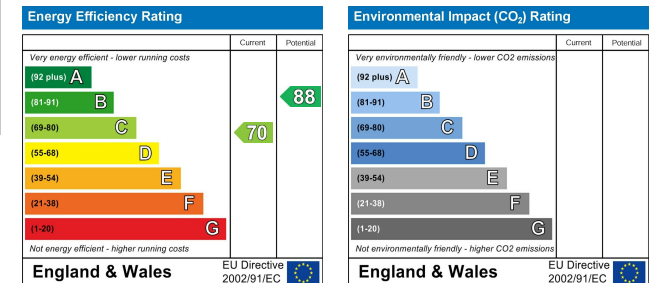 Energy Efficiency Rating
Current Potential
Very energy efficient - lower running costs
(92 plus) A
(81-91) B
(69-80) C
(55-68) D
(39-54) E
(21-38) F
(1-20) G
70
88
Not energy efficient - higher running costs
England & Wales
EU Directive
2002/91/EC
Environmental Impact (CO₂) Rating
Current Potential
Very environmentally friendly - lower CO2 emissions
(92 plus) A
(81-91) B
(69-80) C
(55-68) D
(39-54) E
(21-38) F
(1-20) G
Not environmentally friendly - higher CO2 emissions
England & Wales
EU Directive
2002/91/EC